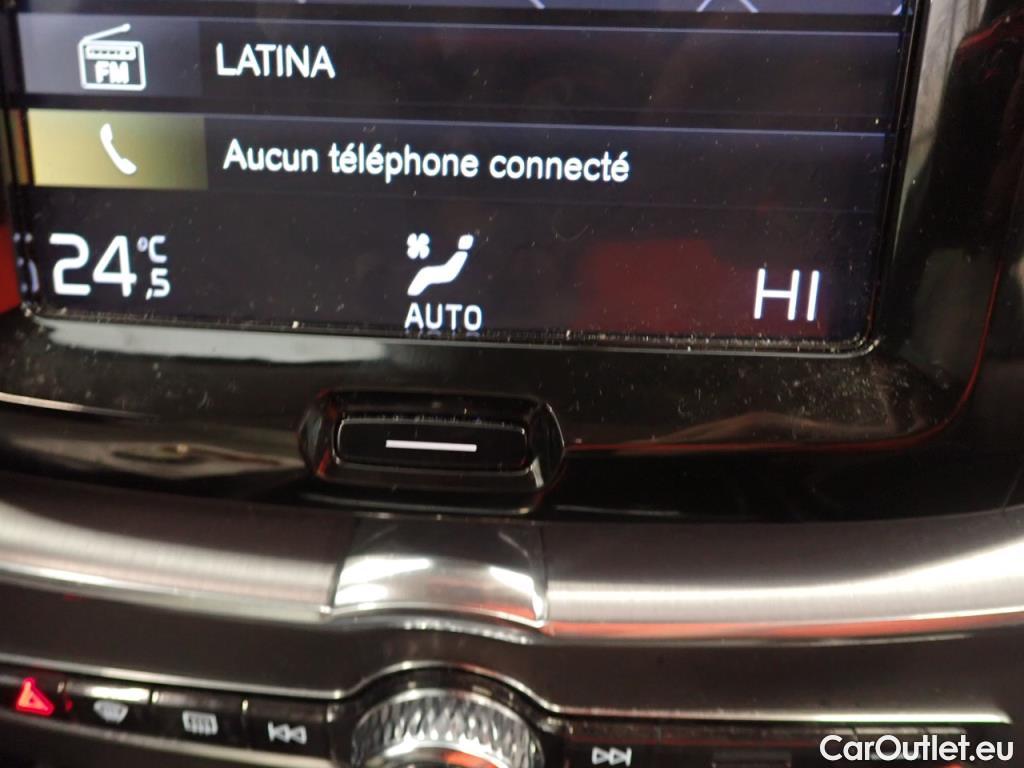 FM LATINA
Aucun téléphone connecté
24,5 °C AUTO HI
CarOutlet.eu